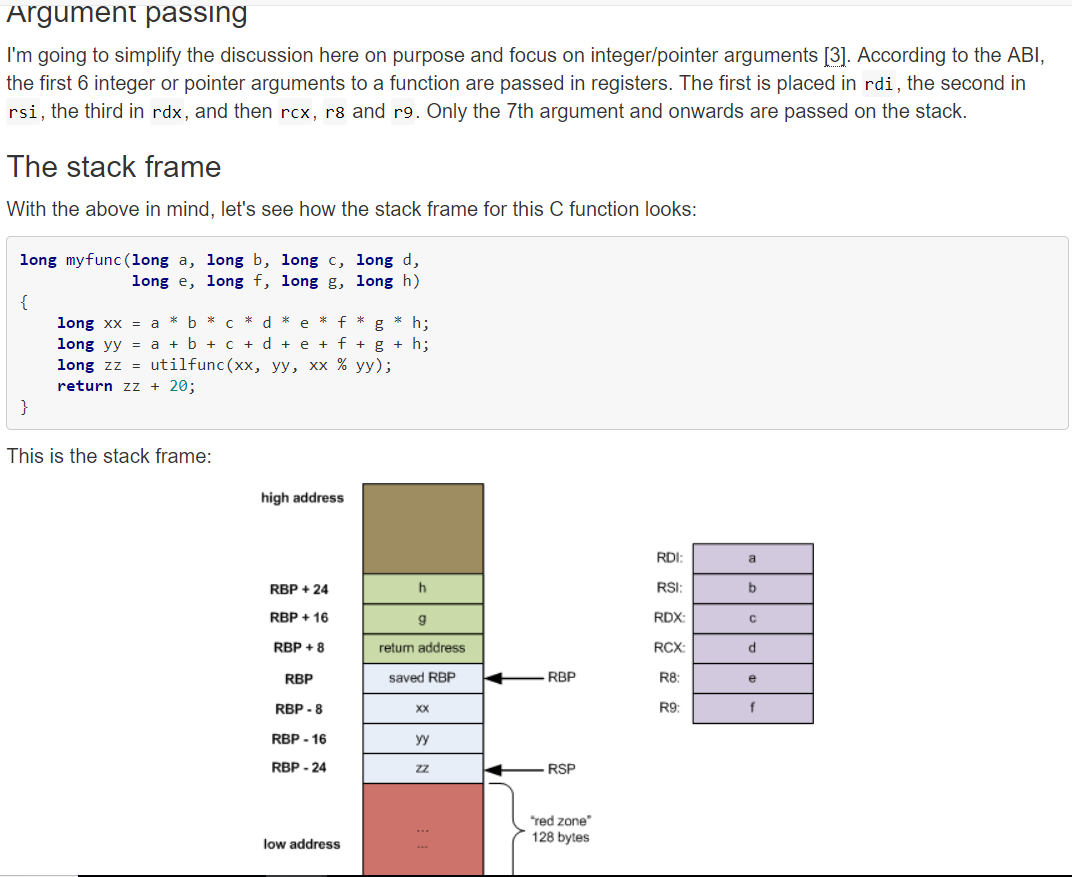 Argument passing
I'm going to simplify the discussion here on purpose and focus on integer/pointer arguments [3]. According to the ABI,
the first 6 integer or pointer arguments to a function are passed in registers. The first is placed in rdi, the second in
rsi, the third in rdx, and then rcx, r8 and r9. Only the 7th argument and onwards are passed on the stack.
The stack frame
With the above in mind, let's see how the stack frame for this C function looks:
long myfunc(long a, long b, long c, long d,
            long e, long f, long g, long h)
{
    long xx = a * b * c * d * e * f * g * h;
    long yy = a + b + c + d + e + f + g + h;
    long zz = utilfunc(xx, yy, xx % yy);
    return zz + 20;
}
This is the stack frame:
high address
RBP + 24 h
RBP + 16 g
RBP + 8 return address
RBP saved RBP RBP
RBP - 8 xx
RBP - 16 yy
RBP - 24 zz RSP
"red zone"
128 bytes
...
...
low address
RDI: a
RSI: b
RDX: c
RCX: d
R8: e
R9: f